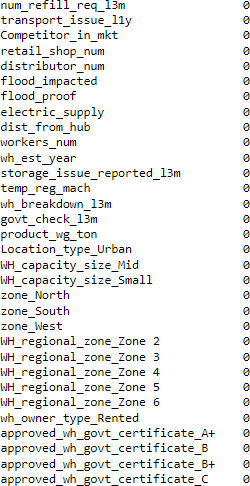 num_refill_req_l3m 0
transport_issue_l1y 0
Competitor_in_mkt 0
retail_shop_num 0
distributor_num 0
flood_impacted 0
flood_proof 0
electric_supply 0
dist_from_hub 0
workers_num 0
wh_est_year 0
storage_issue_reported_l3m 0
temp_reg_mach 0
wh_breakdown_l3m 0
govt_check_l3m 0
product_wg_ton 0
Location_type_Urban 0
WH_capacity_size_Mid 0
WH_capacity_size_Small 0
zone_North 0
zone_South 0
zone_West 0
WH_regional_zone_Zone 2 0
WH_regional_zone_Zone 3 0
WH_regional_zone_Zone 4 0
WH_regional_zone_Zone 5 0
WH_regional_zone_Zone 6 0
wh_owner_type_Rented 0
approved_wh_govt_certificate_A+ 0
approved_wh_govt_certificate_B 0
approved_wh_govt_certificate_B+ 0
approved_wh_govt_certificate_C 0